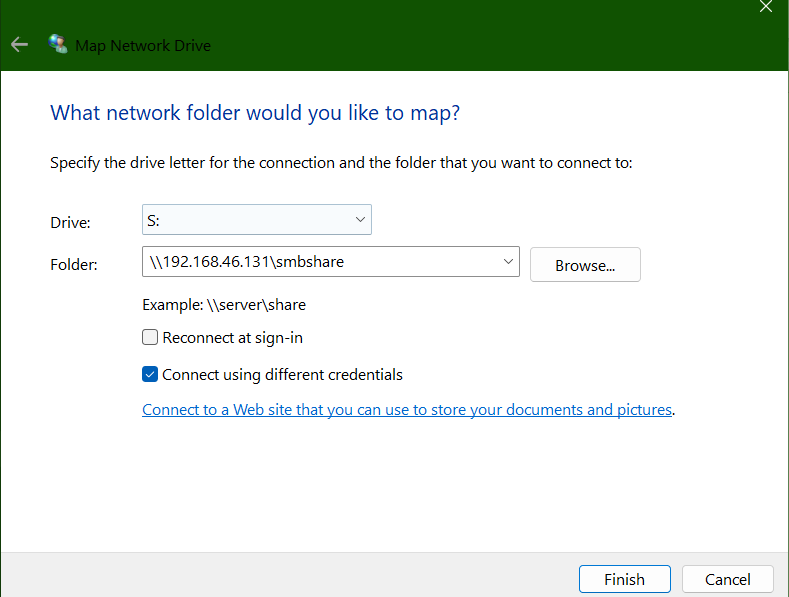 Map Network Drive
What network folder would you like to map?
Specify the drive letter for the connection and the folder that you want to connect to:
Drive: S:
Folder: \\192.168.46.131\smbshare Browse...
Example: \\server\share
Reconnect at sign-in
Connect using different credentials
Connect to a Web site that you can use to store your documents and pictures.
Finish Cancel